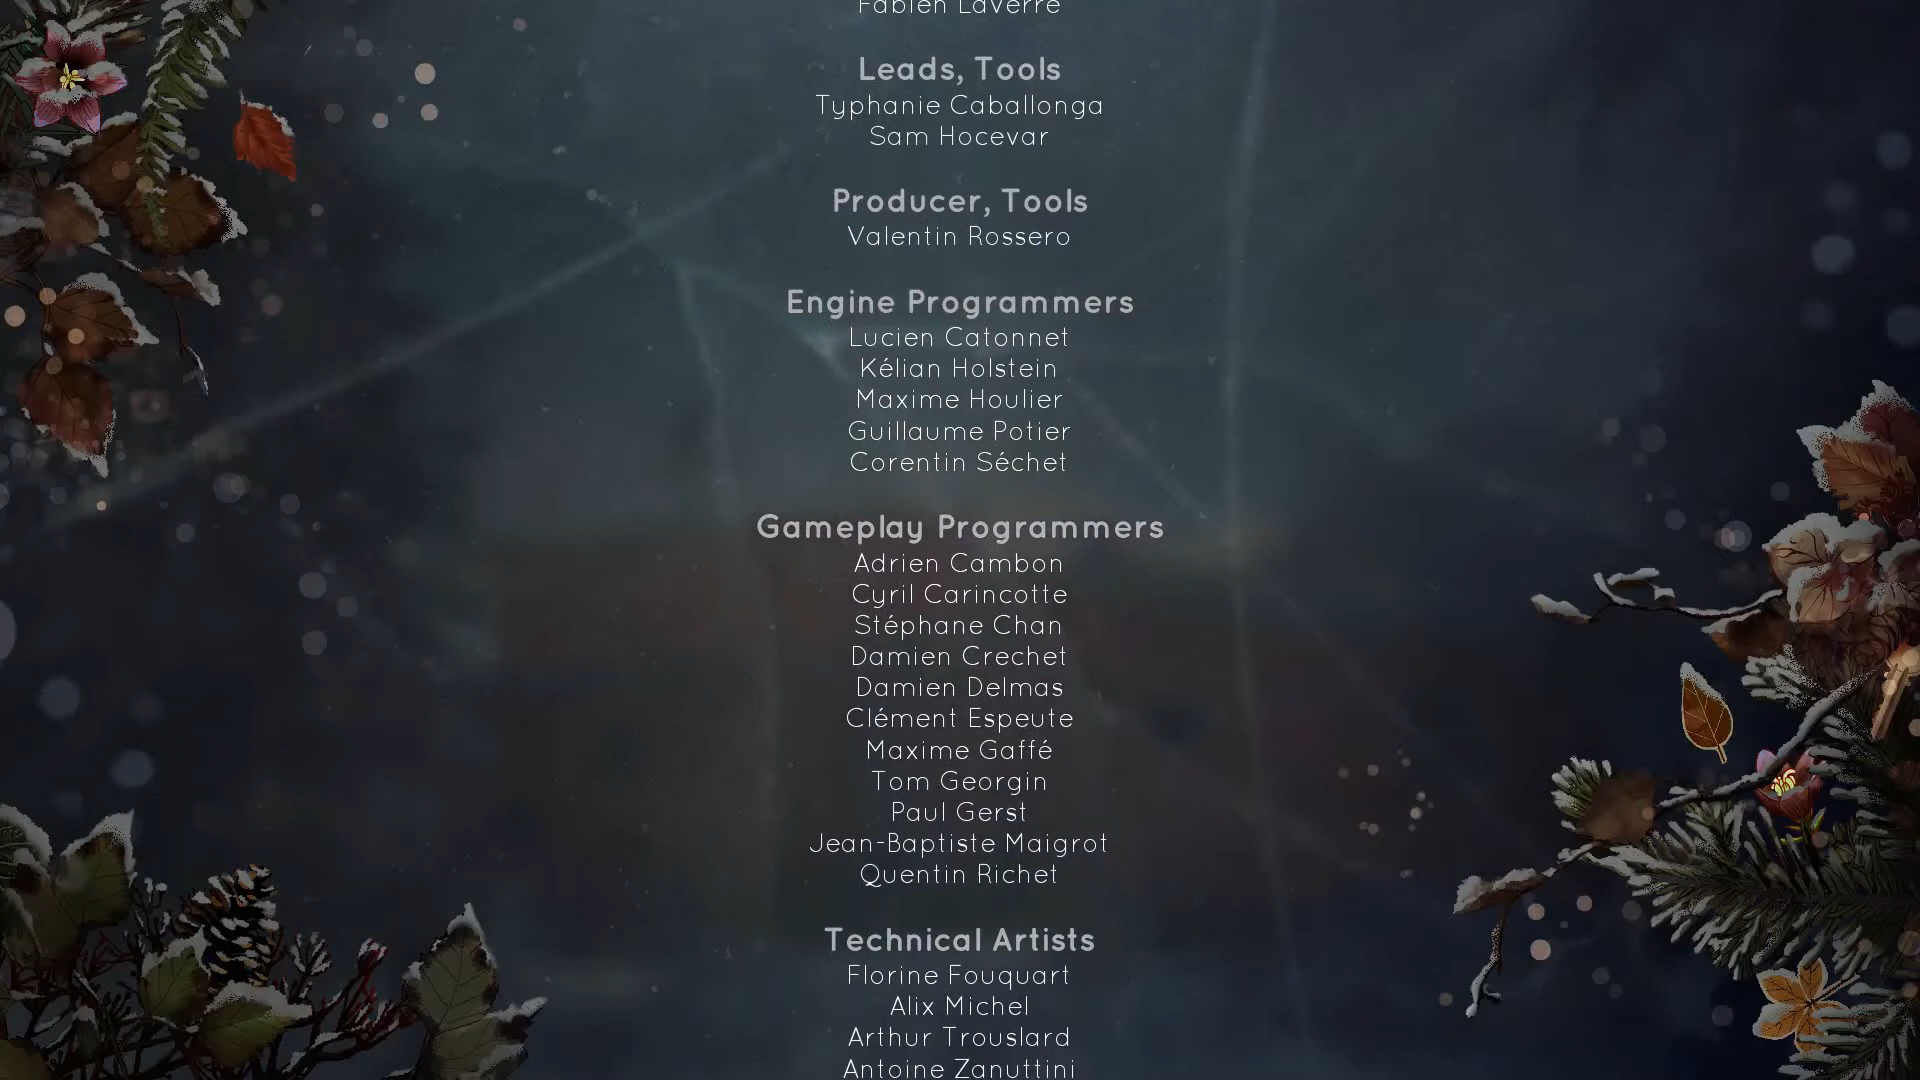 Fabien Laverre
Leads, Tools
Typhanie Caballonga
Sam Hocevar
Producer, Tools
Valentin Rossero
Engine Programmers
Lucien Catonnet
Kélian Holstein
Maxime Houlier
Guillaume Potier
Corentin Séchet
Gameplay Programmers
Adrien Cambon
Cyril Carincotte
Stéphane Chan
Damien Crechet
Damien Delmas
Clément Espeute
Maxime Gaffé
Tom Georgin
Paul Gerst
Jean-Baptiste Maigrot
Quentin Richet
Technical Artists
Florine Fouquart
Alix Michel
Arthur Trouslard
Antoine Zanuttini